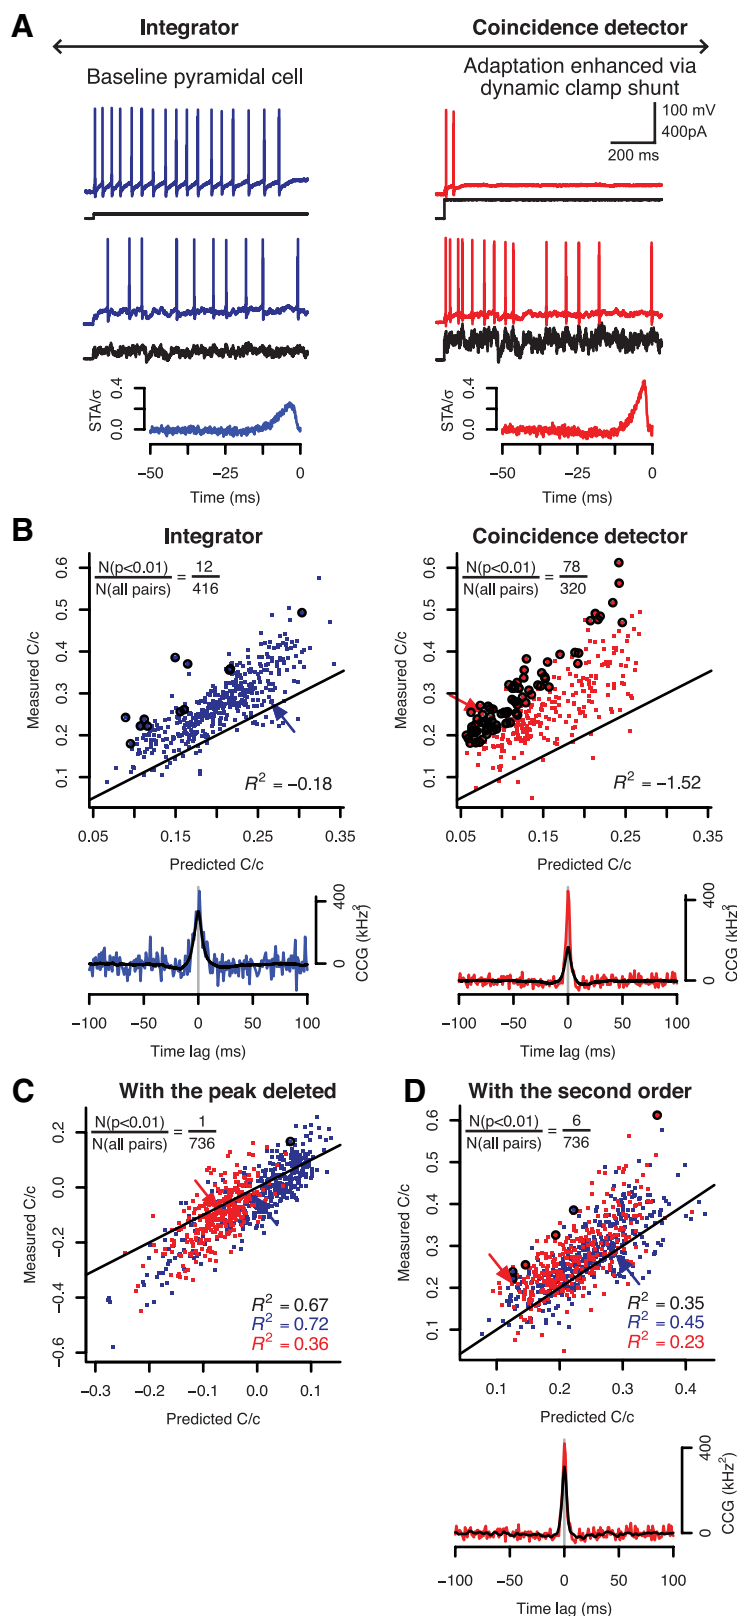 A
Integrator
Coincidence detector
Baseline pyramidal cell
Adaptation enhanced via
dynamic clamp shunt
100 mV
400pA
200 ms
STA/σ
0.0
0.4
−50
−25
0
Time (ms)
STA/σ
0.0
0.4
−50
−25
0
Time (ms)
B
Integrator
Coincidence detector
N(p<0.01)
N(all pairs)
=
12
416
Measured C/c
0.6
0.5
0.4
0.3
0.2
0.1
R² = −0.18
0.05
0.15
0.25
0.35
Predicted C/c
N(p<0.01)
N(all pairs)
=
78
320
Measured C/c
0.6
0.5
0.4
0.3
0.2
0.1
R² = −1.52
0.05
0.15
0.25
0.35
Predicted C/c
400
0
CCG (kHz²)
−100
−50
0
50
100
Time lag (ms)
400
0
CCG (kHz²)
−100
−50
0
50
100
Time lag (ms)
C
With the peak deleted
N(p<0.01)
N(all pairs)
=
1
736
Measured C/c
0.2
0.0
−0.2
−0.4
−0.6
R² = 0.67
R² = 0.72
R² = 0.36
−0.3
−0.2
−0.1
0.0
0.1
Predicted C/c
D
With the second order
N(p<0.01)
N(all pairs)
=
6
736
Measured C/c
0.6
0.5
0.4
0.3
0.2
0.1
R² = 0.35
R² = 0.45
R² = 0.23
0.1
0.2
0.3
0.4
Predicted C/c
400
0
CCG (kHz²)
−100
−50
0
50
100
Time lag (ms)